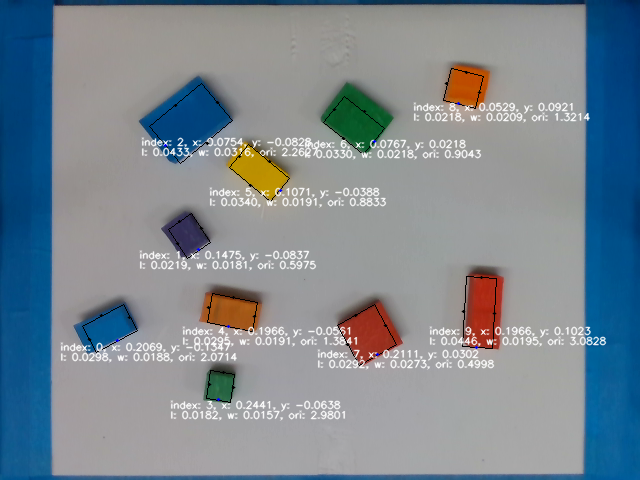 index: 8, x: 0.0529, y: 0.0921
l: 0.0218, w: 0.0209, ori: 1.3214
index: 2, x: 0.0754, y: −0.0828
l: 0.0433, w: 0.0316, ori: 2.2627
index: 6, x: 0.0767, y: 0.0218
l: 0.0330, w: 0.0218, ori: 0.9043
index: 5, x: 0.1071, y: −0.0388
l: 0.0340, w: 0.0191, ori: 0.8833
index: 1, x: 0.1475, y: −0.0837
l: 0.0219, w: 0.0181, ori: 0.5975
index: 4, x: 0.1966, y: −0.0561
l: 0.0295, w: 0.0191, ori: 1.3841
index: 9, x: 0.1966, y: 0.1023
l: 0.0446, w: 0.0195, ori: 3.0828
index: 0, x: 0.2069, y: −0.1347
l: 0.0298, w: 0.0188, ori: 2.0714
index: 7, x: 0.2111, y: 0.0302
l: 0.0292, w: 0.0273, ori: 0.4998
index: 3, x: 0.2441, y: −0.0638
l: 0.0182, w: 0.0157, ori: 2.9801